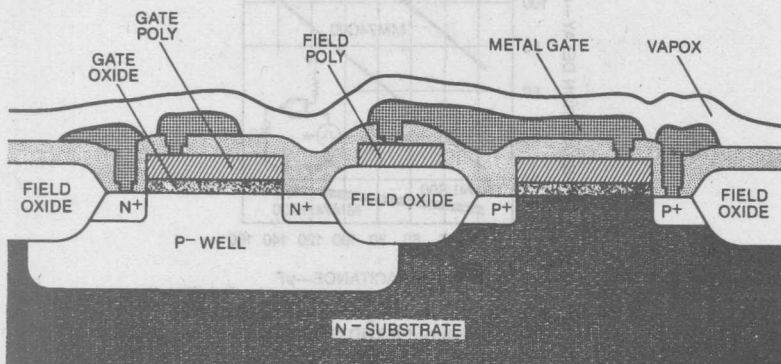 GATE
POLY
GATE
OXIDE
FIELD
POLY
METAL GATE
VAPOX
FIELD
OXIDE
N+
N+
FIELD OXIDE
P+
P+
FIELD
OXIDE
P− WELL
N− SUBSTRATE